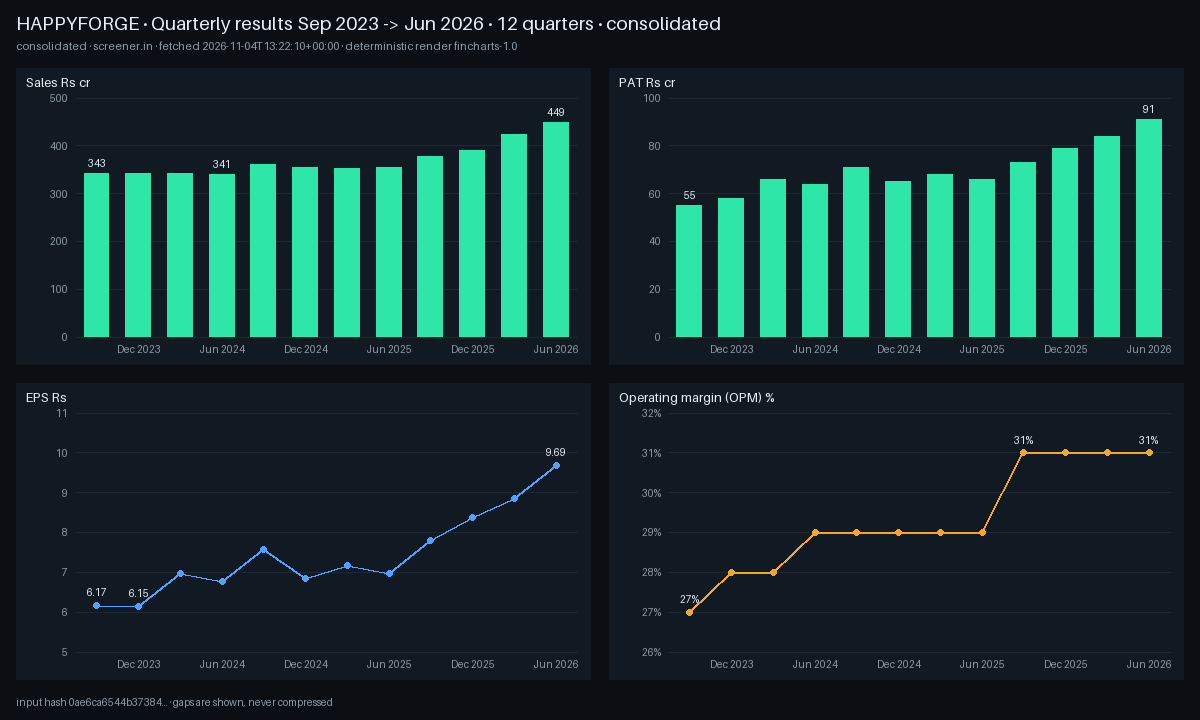 HAPPYFORGE · Quarterly results Sep 2023 -> Jun 2026 · 12 quarters · consolidated
consolidated · screener.in · fetched 2026-11-04T13:22:10+00:00 · deterministic render fincharts-1.0
Sales Rs cr
500
400
300
200
100
0
343
341
449
Dec 2023
Jun 2024
Dec 2024
Jun 2025
Dec 2025
Jun 2026
PAT Rs cr
100
80
60
40
20
0
55
91
Dec 2023
Jun 2024
Dec 2024
Jun 2025
Dec 2025
Jun 2026
EPS Rs
11
10
9
8
7
6
5
6.17
6.15
9.69
Dec 2023
Jun 2024
Dec 2024
Jun 2025
Dec 2025
Jun 2026
Operating margin (OPM) %
32%
31%
30%
29%
28%
27%
26%
27%
31%
31%
Dec 2023
Jun 2024
Dec 2024
Jun 2025
Dec 2025
Jun 2026
input hash 0ae6ca6544b37384… · gaps are shown, never compressed